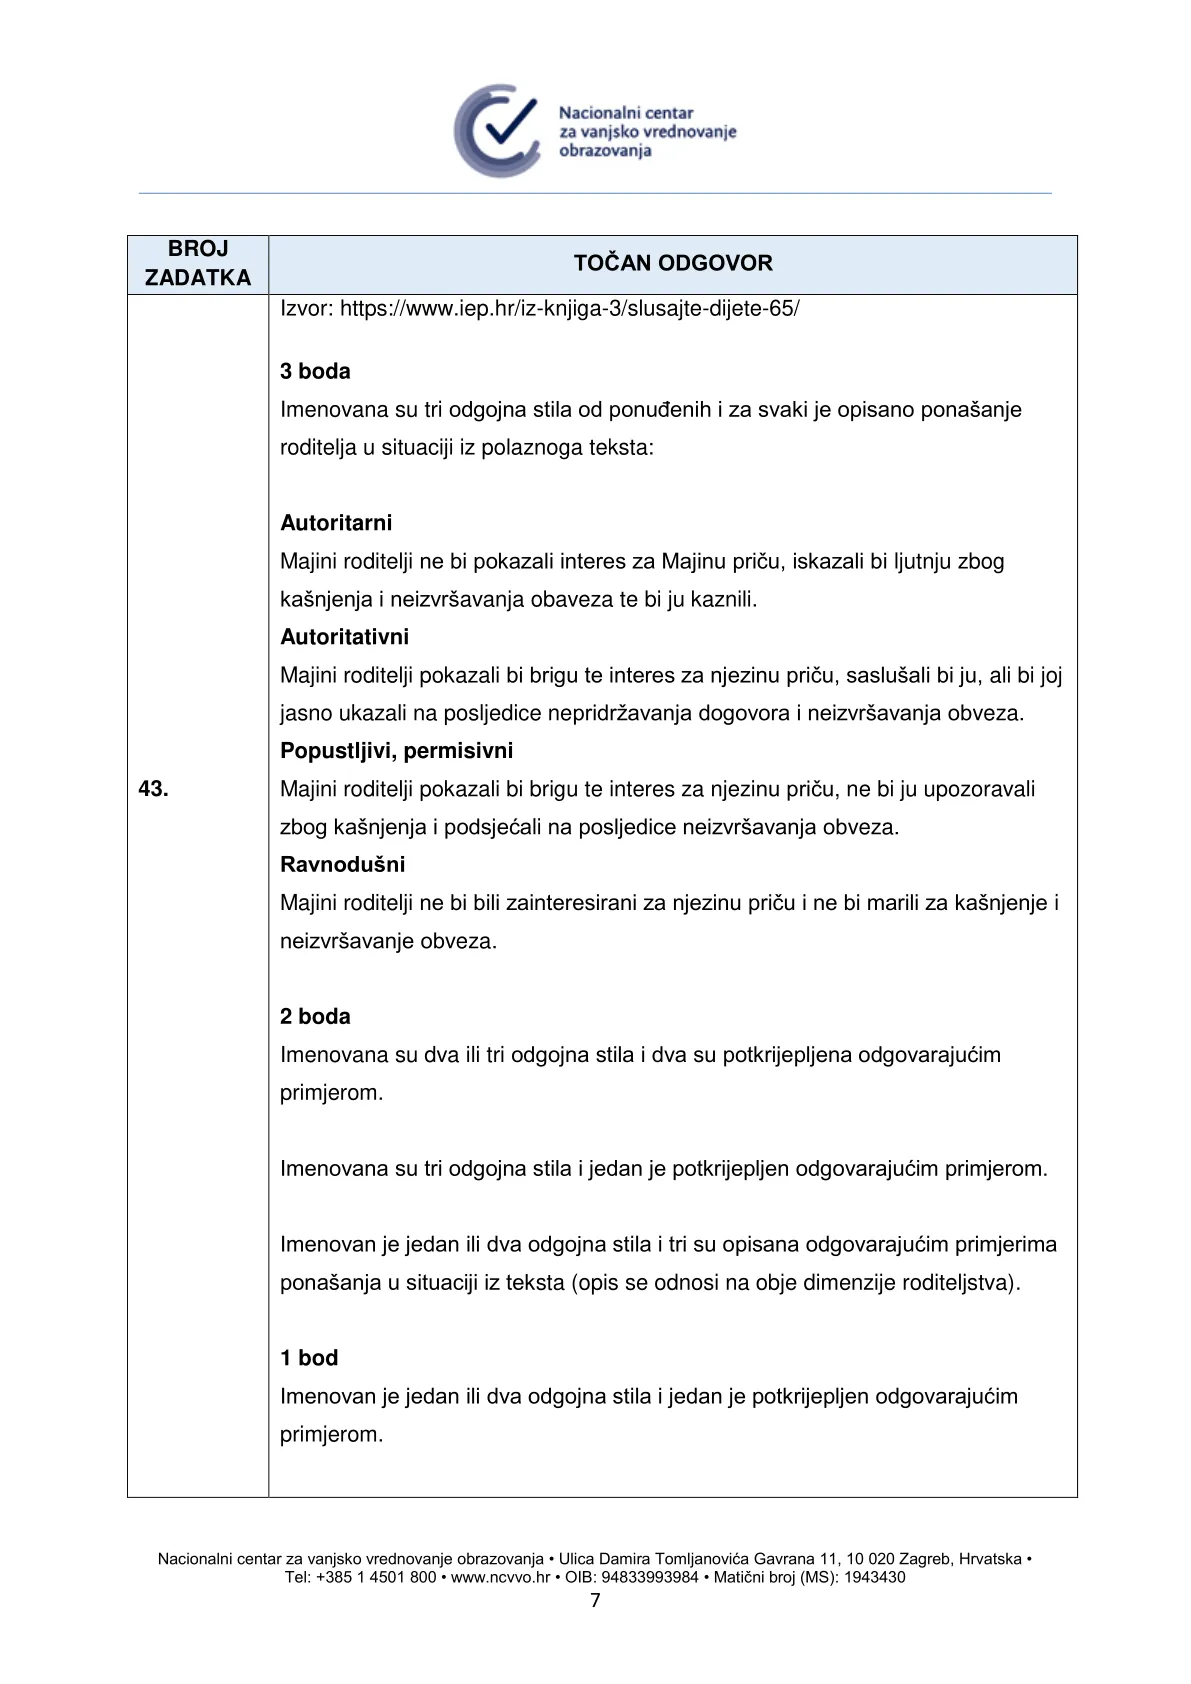 Nacionalni centar
za vanjsko vrednovanje
obrazovanja
BROJ
ZADATKA
TOČAN ODGOVOR
Izvor: https://www.iep.hr/iz-knjiga-3/slusajte-dijete-65/
3 boda
Imenovana su tri odgojna stila od ponuđenih i za svaki je opisano ponašanje
roditelja u situaciji iz polaznoga teksta:
Autoritarni
Majini roditelji ne bi pokazali interes za Majinu priču, iskazali bi ljutnju zbog
kašnjenja i neizvršavanja obaveza te bi ju kaznili.
Autoritativni
Majini roditelji pokazali bi brigu te interes za njezinu priču, saslušali bi ju, ali bi joj
jasno ukazali na posljedice nepridržavanja dogovora i neizvršavanja obveza.
Popustljivi, permisivni
43.
Majini roditelji pokazali bi brigu te interes za njezinu priču, ne bi ju upozoravali
zbog kašnjenja i podsjećali na posljedice neizvršavanja obveza.
Ravnodušni
Majini roditelji ne bi bili zainteresirani za njezinu priču i ne bi marili za kašnjenje i
neizvršavanje obveza.
2 boda
Imenovana su dva ili tri odgojna stila i dva su potkrijepljena odgovarajućim
primjerom.
Imenovana su tri odgojna stila i jedan je potkrijepljen odgovarajućim primjerom.
Imenovan je jedan ili dva odgojna stila i tri su opisana odgovarajućim primjerima
ponašanja u situaciji iz teksta (opis se odnosi na obje dimenzije roditeljstva).
1 bod
Imenovan je jedan ili dva odgojna stila i jedan je potkrijepljen odgovarajućim
primjerom.
Nacionalni centar za vanjsko vrednovanje obrazovanja • Ulica Damira Tomljanovića Gavrana 11, 10 020 Zagreb, Hrvatska •
Tel: +385 1 4501 800 • www.ncvvo.hr • OIB: 94833993984 • Matični broj (MS): 1943430
7